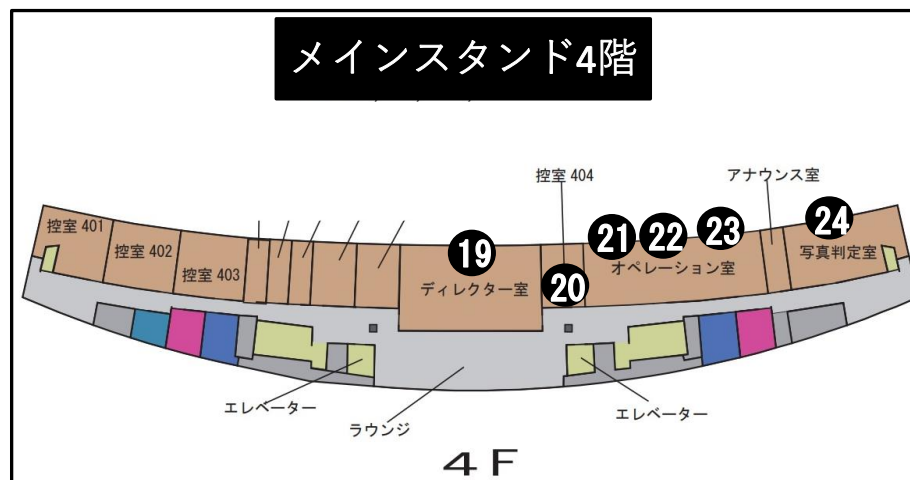 メインスタンド4階
控室 404
アナウンス室
控室 401
控室 402
控室 403
19
ディレクター室
20
21
22
23
オペレーション室
24
写真判定室
エレベーター
ラウンジ
エレベーター
4F